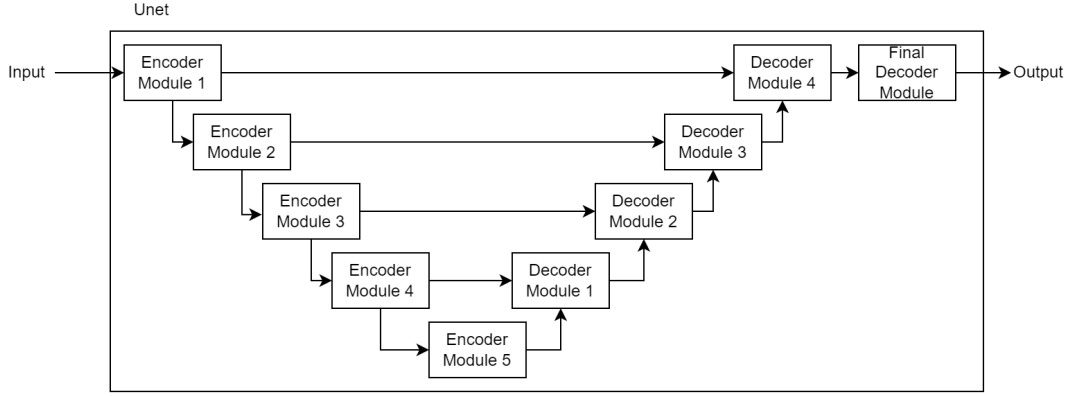 Unet
Input
Encoder
Module 1
Decoder
Module 4
Final
Decoder
Module
Output
Encoder
Module 2
Decoder
Module 3
Encoder
Module 3
Decoder
Module 2
Encoder
Module 4
Decoder
Module 1
Encoder
Module 5